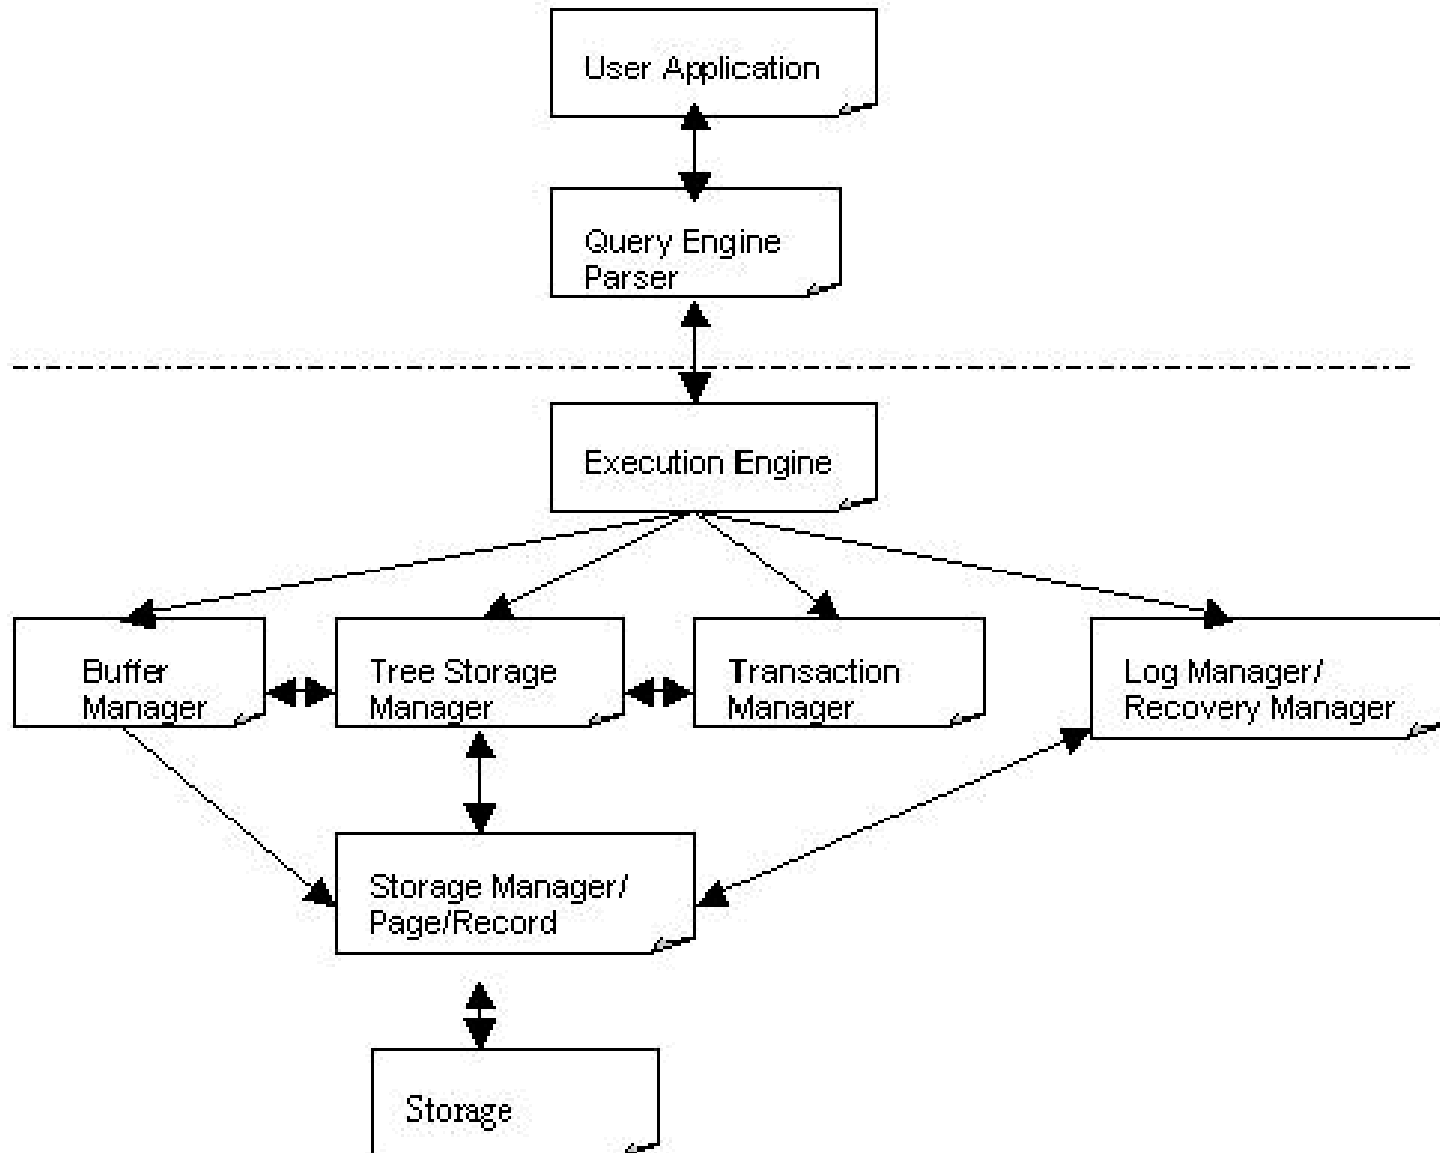 User Application
Query Engine
Parser
Execution Engine
Buffer
Manager
Tree Storage
Manager
Transaction
Manager
Log Manager/
Recovery Manager
Storage Manager/
Page/Record
Storage